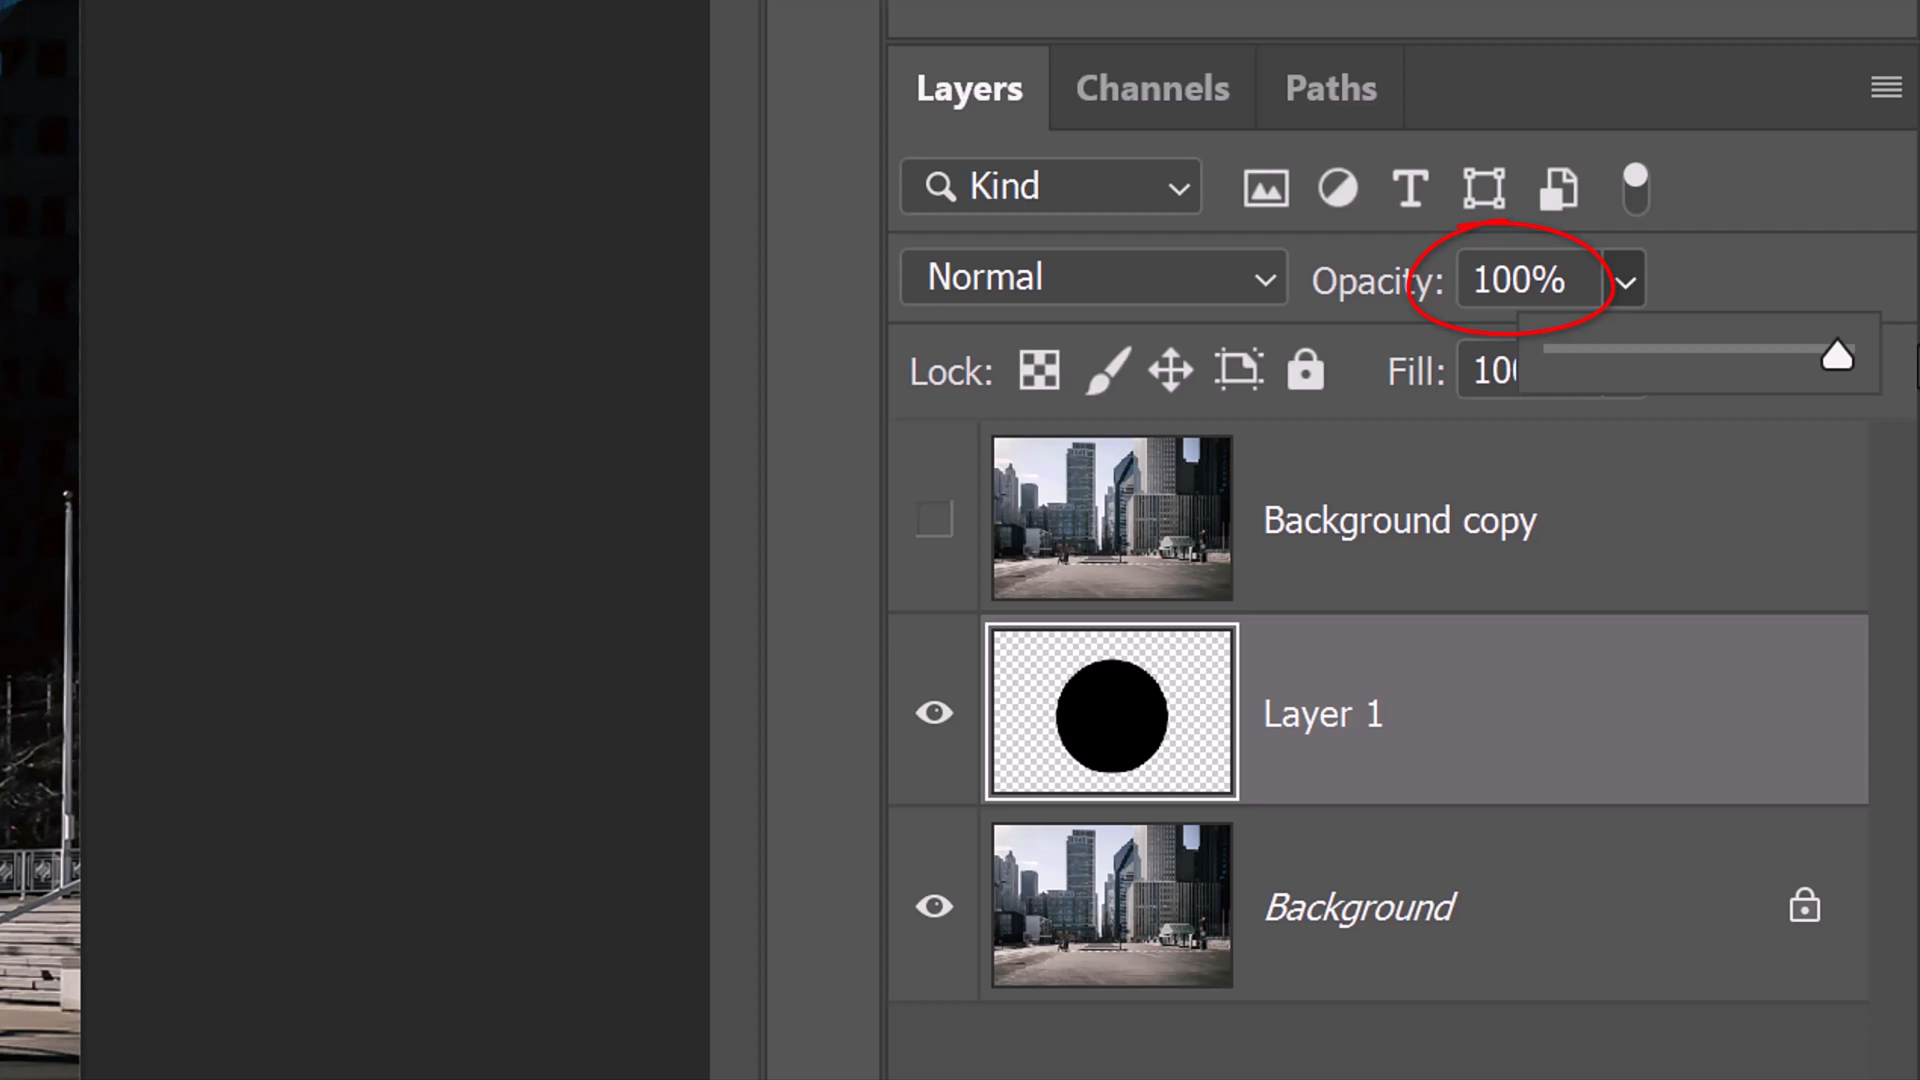 Layers Channels Paths
Kind
Normal Opacity: 100%
Lock: Fill:
Background copy
Layer 1
Background